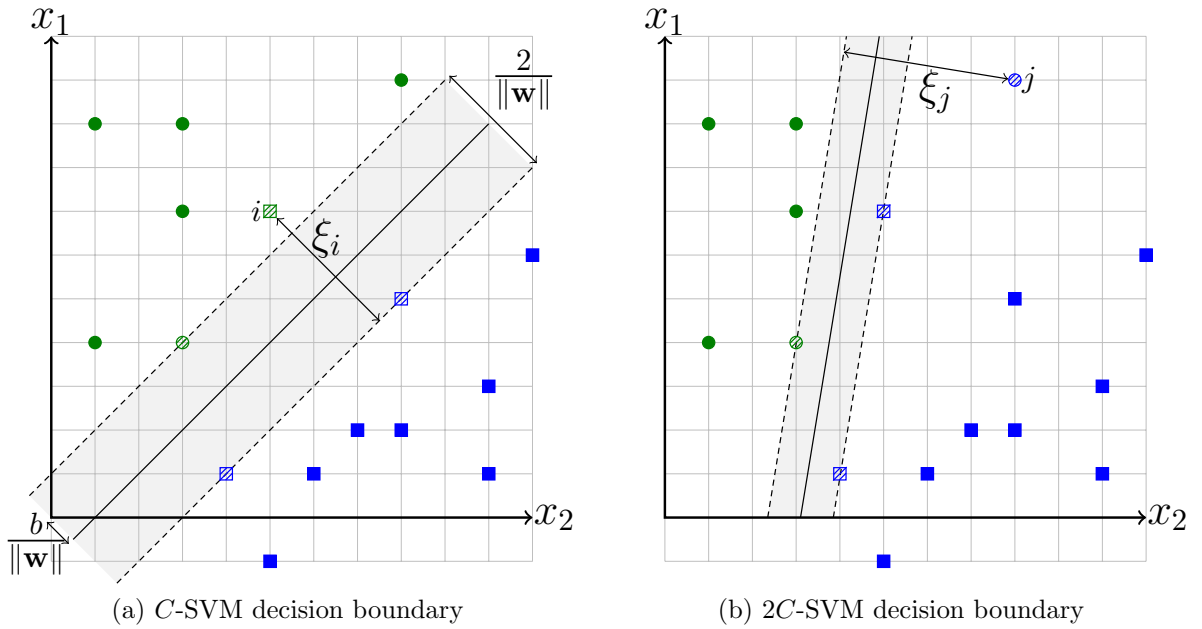 x₁
2
‖w‖
i
ξᵢ
b
‖w‖
x₂
(a) C-SVM decision boundary
x₁
j
ξⱼ
x₂
(b) 2C-SVM decision boundary